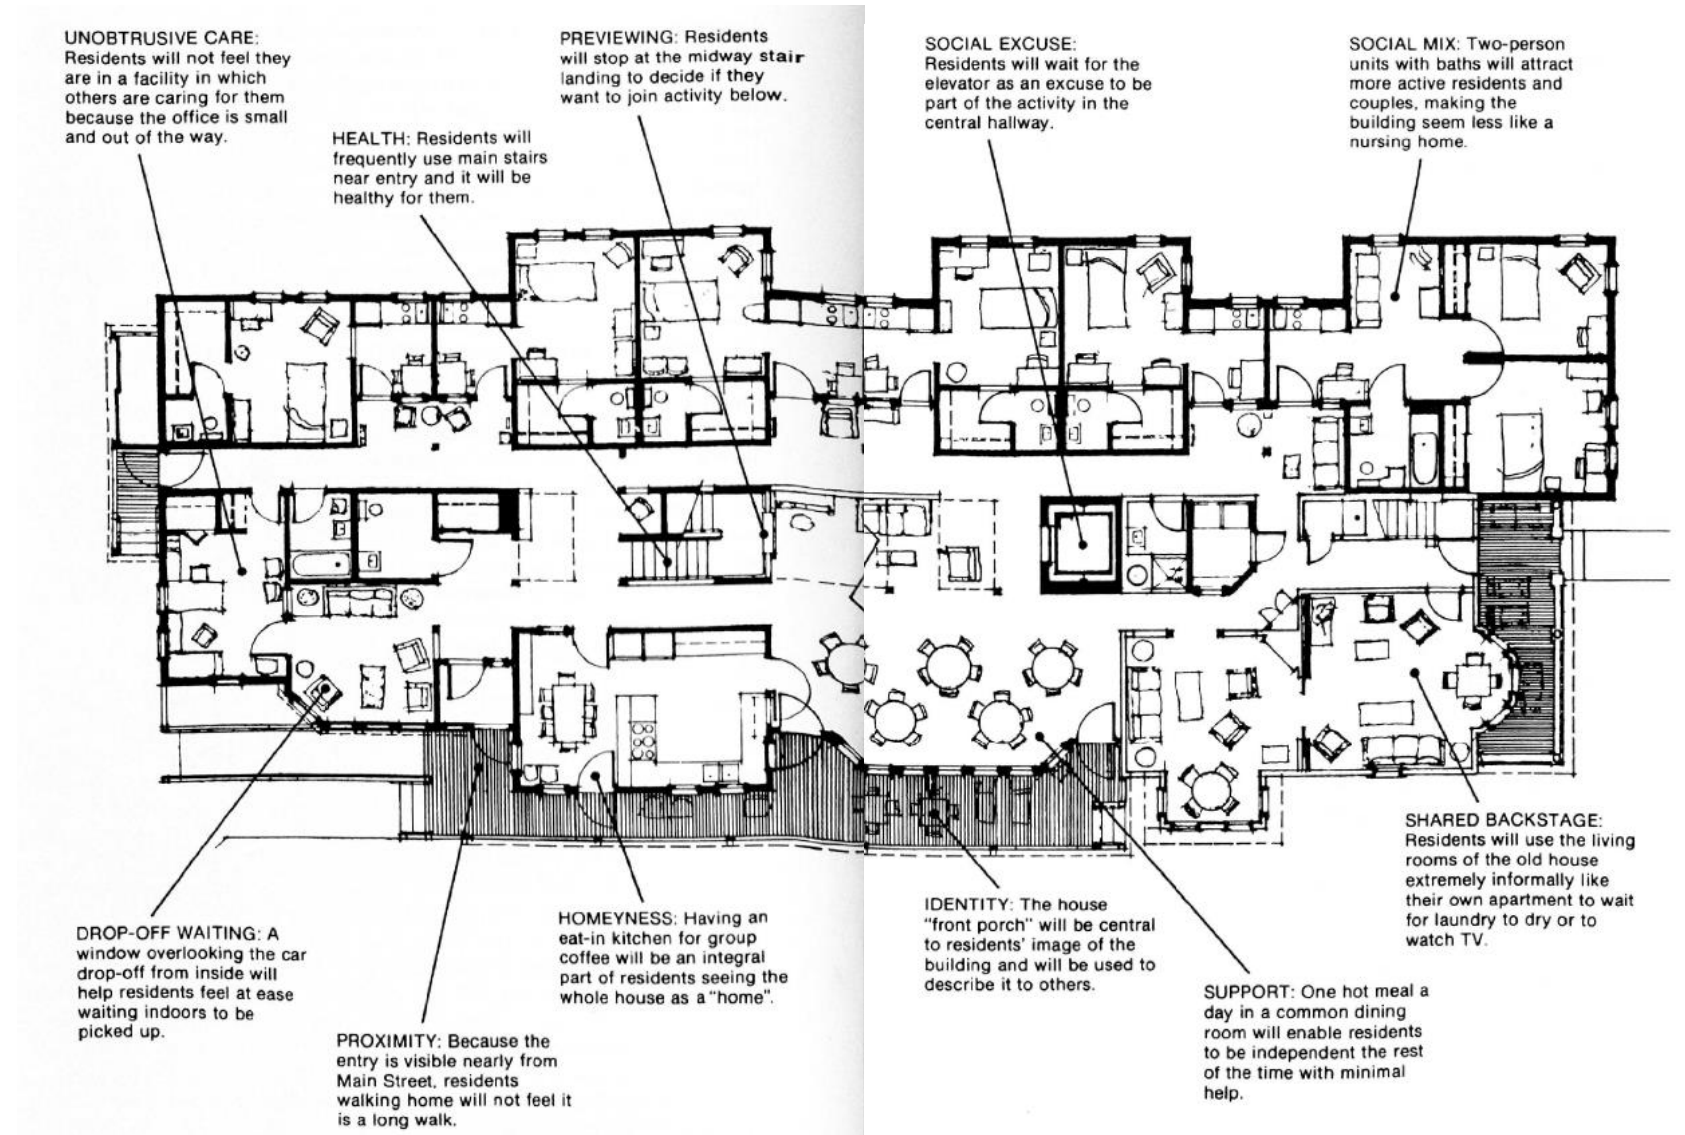 UNOBTRUSIVE CARE:
Residents will not feel they
are in a facility in which
others are caring for them
because the office is small
and out of the way.
HEALTH: Residents will
frequently use main stairs
near entry and it will be
healthy for them.
PREVIEWING: Residents
will stop at the midway stair
landing to decide if they
want to join activity below.
SOCIAL EXCUSE:
Residents will wait for the
elevator as an excuse to be
part of the activity in the
central hallway.
SOCIAL MIX: Two-person
units with baths will attract
more active residents and
couples, making the
building seem less like a
nursing home.
DROP-OFF WAITING: A
window overlooking the car
drop-off from inside will
help residents feel at ease
waiting indoors to be
picked up.
PROXIMITY: Because the
entry is visible nearly from
Main Street, residents
walking home will not feel it
is a long walk.
HOMEYNESS: Having an
eat-in kitchen for group
coffee will be an integral
part of residents seeing the
whole house as a "home".
IDENTITY: The house
"front porch" will be central
to residents' image of the
building and will be used to
describe it to others.
SUPPORT: One hot meal a
day in a common dining
room will enable residents
to be independent the rest
of the time with minimal
help.
SHARED BACKSTAGE:
Residents will use the living
rooms of the old house
extremely informally like
their own apartment to wait
for laundry to dry or to
watch TV.